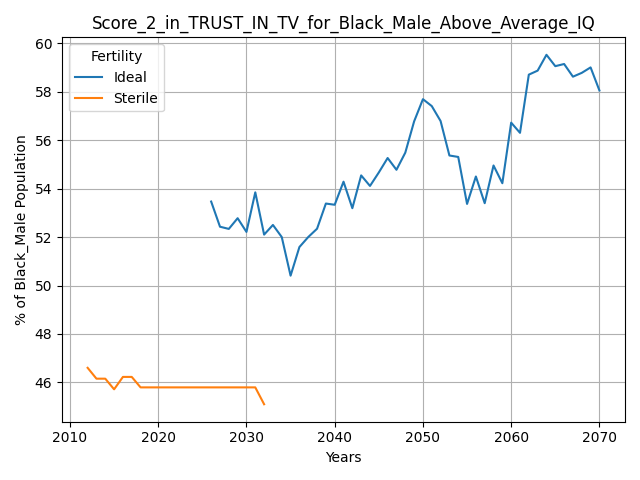 Score_2_in_TRUST_IN_TV_for_Black_Male_Above_Average_IQ
Fertility
Ideal
Sterile
% of Black_Male Population
60
58
56
54
52
50
48
46
2010
2020
2030
2040
2050
2060
2070
Years